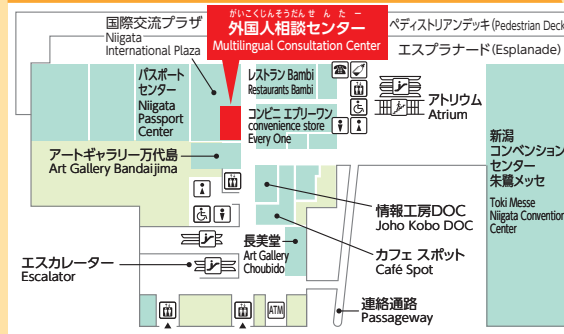 国際交流プラザ
Niigata
International Plaza
がいこくじんそうだんせんたー
外国人相談センター
Multilingual Consultation Center
ペディストリアンデッキ(Pedestrian Deck
エスプラナード(Esplanade)
パスポート
センター
Niigata
Passport
Center
レストラン Bambi
Restaurants Bambi
コンビニ エブリーワン
convenience store
Every One
アトリウム
Atrium
新潟
コンベンション
センター
朱鷺メッセ
Toki Messe
Niigata Convention
Center
アートギャラリー万代島
Art Gallery Bandaijima
情報工房DOC
Joho Kobo DOC
長美堂
Art Gallery
Choubido
カフェ スポット
Café Spot
エスカレーター
Escalator
ATM
連絡通路
Passageway